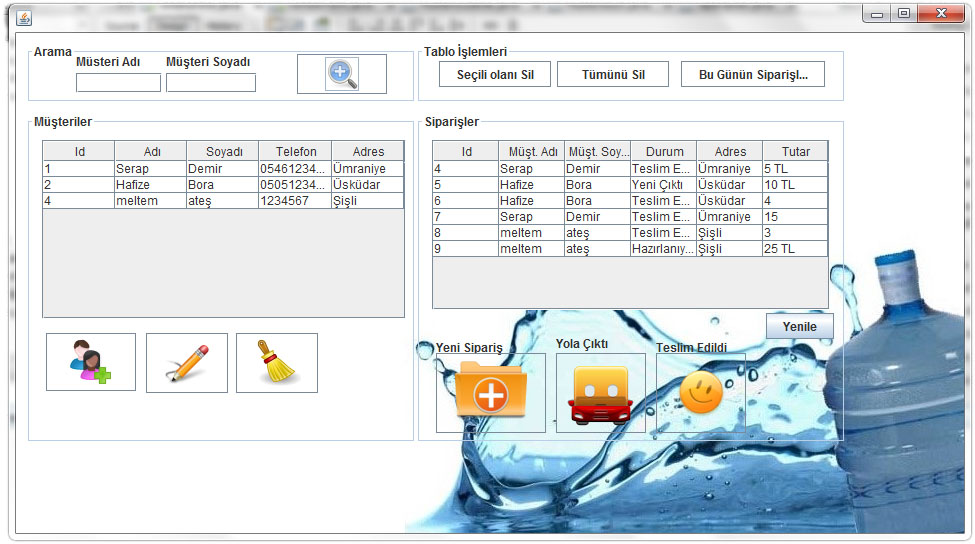 Arama
Müsteri Adı Müşteri Soyadı
Tablo İşlemleri
Seçili olanı Sil Tümünü Sil Bu Günün Siparişl...
Müşteriler
Id Adı Soyadı Telefon Adres
1 Serap Demir 05461234... Ümraniye
2 Hafize Bora 05051234... Üsküdar
4 meltem ateş 1234567 Şişli
Siparişler
Id Müşt. Adı Müşt. Soy... Durum Adres Tutar
4 Serap Demir Teslim E... Ümraniye 5 TL
5 Hafize Bora Yeni Çıktı Üsküdar 10 TL
6 Hafize Bora Teslim E... Üsküdar 4
7 Serap Demir Teslim E... Ümraniye 15
8 meltem ateş Teslim E... Şişli 3
9 meltem ateş Hazırlanıy... Şişli 25 TL
Yenile
Yeni Sipariş Yola Çıktı Teslim Edildi